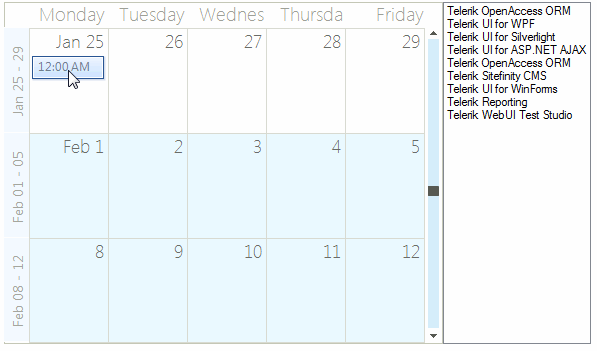 Monday Tuesday Wednes Thursda Friday
Jan 25 - 29
Jan 25 26 27 28 29
12:00 AM
Feb 01 - 05
Feb 1 2 3 4 5
Feb 08 - 12
8 9 10 11 12
Telerik OpenAccess ORM
Telerik UI for WPF
Telerik UI for Silverlight
Telerik UI for ASP.NET AJAX
Telerik OpenAccess ORM
Telerik Sitefinity CMS
Telerik UI for WinForms
Telerik Reporting
Telerik WebUI Test Studio